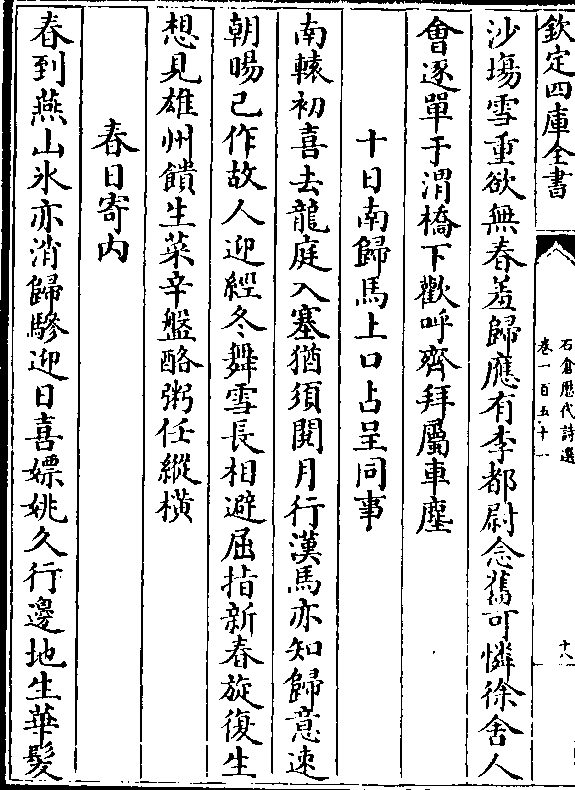 欽定四庫全書
石倉歷代詩選
卷一百五十一
十八
沙塲雪重欲無春羞歸應有李都尉念舊可憐徐舍人
會逐單于渭橋下歡呼齊拜屬車塵
十日南歸馬上口占呈同事
南轅初喜去龍庭入塞猶須閱月行漢馬亦知歸意速
朝暘已作故人迎經冬舞雪長相避屈指新春旋復生
想見雄州饋生菜辛盤酪粥任縱橫
春日寄内
春到燕山氷亦消歸驂迎日喜嫖姚久行邊地生華髪